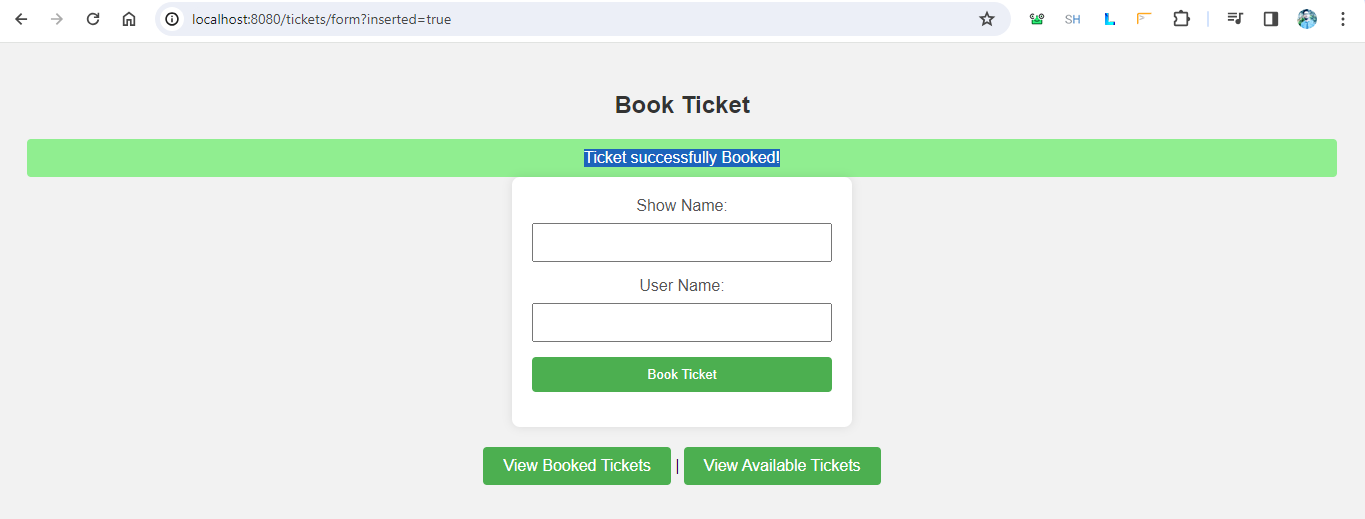 localhost:8080/tickets/form?inserted=true
SH
Book Ticket
Ticket successfully Booked!
Show Name:
User Name:
Book Ticket
View Booked Tickets | View Available Tickets